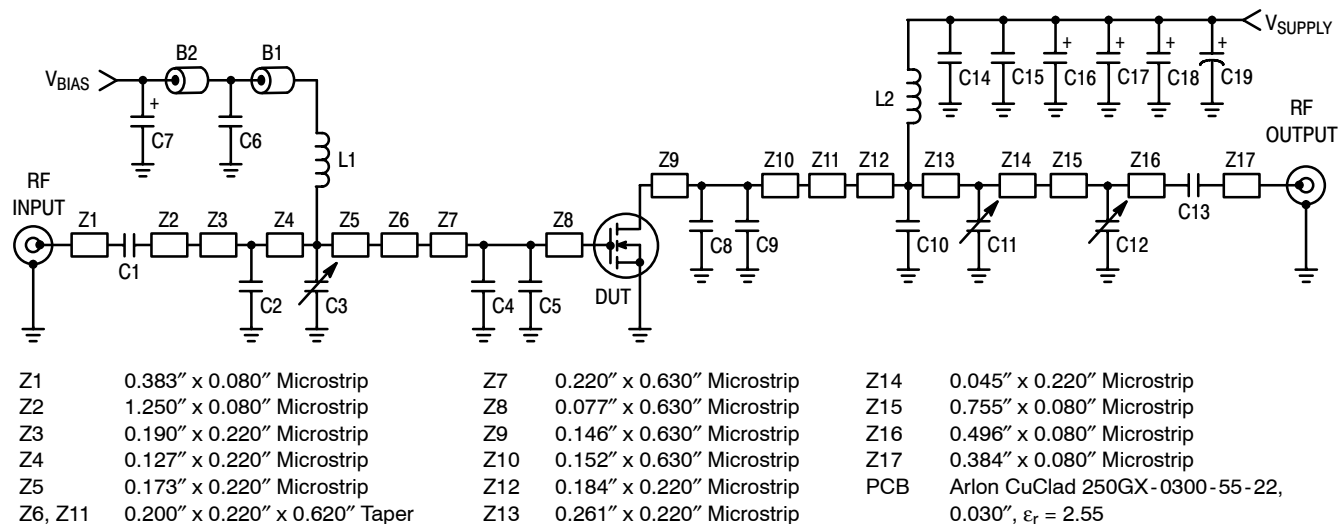 B2 B1
V_BIAS
+
C7 C6
L1
RF
INPUT
Z1 Z2 Z3 Z4 Z5 Z6 Z7 Z8
C1
C2 C3 C4 C5
DUT
V_SUPPLY
+ + + +
C14 C15 C16 C17 C18 C19
L2
RF
OUTPUT
Z9 Z10 Z11 Z12 Z13 Z14 Z15 Z16 Z17
C13
C8 C9 C10 C11 C12
Z1 0.383″ x 0.080″ Microstrip
Z2 1.250″ x 0.080″ Microstrip
Z3 0.190″ x 0.220″ Microstrip
Z4 0.127″ x 0.220″ Microstrip
Z5 0.173″ x 0.220″ Microstrip
Z6, Z11 0.200″ x 0.220″ x 0.620″ Taper
Z7 0.220″ x 0.630″ Microstrip
Z8 0.077″ x 0.630″ Microstrip
Z9 0.146″ x 0.630″ Microstrip
Z10 0.152″ x 0.630″ Microstrip
Z12 0.184″ x 0.220″ Microstrip
Z13 0.261″ x 0.220″ Microstrip
Z14 0.045″ x 0.220″ Microstrip
Z15 0.755″ x 0.080″ Microstrip
Z16 0.496″ x 0.080″ Microstrip
Z17 0.384″ x 0.080″ Microstrip
PCB Arlon CuClad 250GX-0300-55-22,
0.030″, εr = 2.55